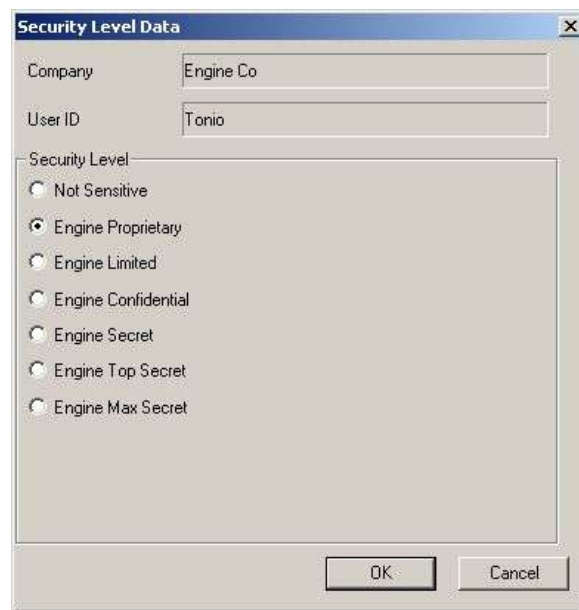 Security Level Data
Company Engine Co
User ID Tonio
Security Level
Not Sensitive
Engine Proprietary
Engine Limited
Engine Confidential
Engine Secret
Engine Top Secret
Engine Max Secret
OK Cancel